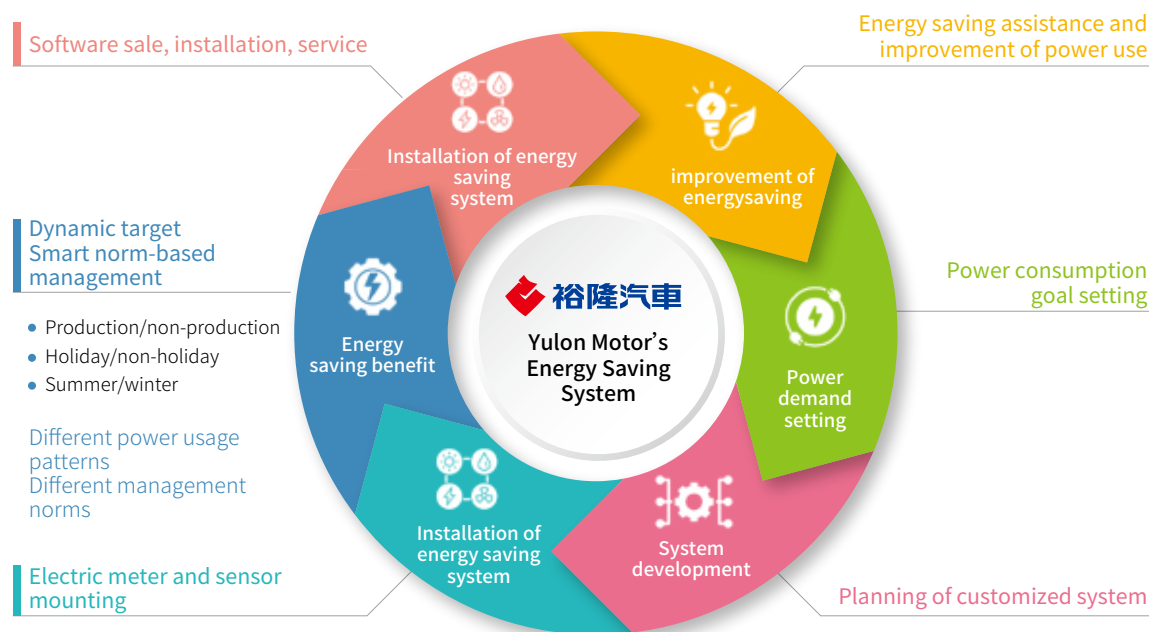 Software sale, installation, service
Energy saving assistance and
improvement of power use
Installation of energy
saving
system
improvement of
energysaving
Dynamic target
Smart norm-based
management
Production/non-production
Holiday/non-holiday
Summer/winter
Different power usage
patterns
Different management
norms
Energy
saving benefit
裕隆汽車
Yulon Motor's
Energy Saving
System
Power consumption
goal setting
Power
demand
setting
Installation of
energy saving
system
System
development
Electric meter and sensor
mounting
Planning of customized system